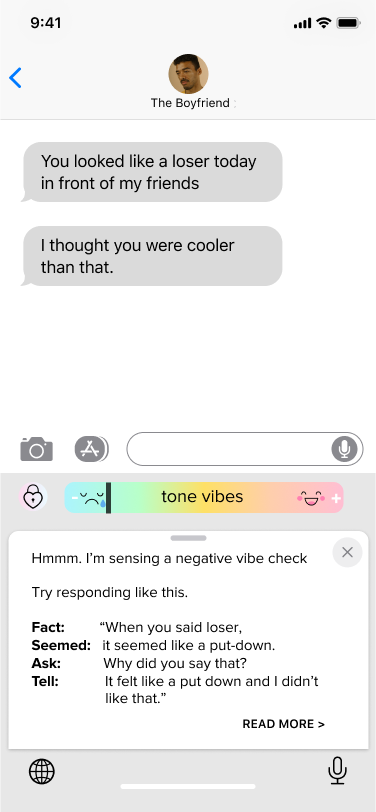 9:41
The Boyfriend
You looked like a loser today
in front of my friends
I thought you were cooler
than that.
- tone vibes +
Hmmm. I'm sensing a negative vibe check
Try responding like this.
Fact: “When you said loser,
Seemed: it seemed like a put-down.
Ask: Why did you say that?
Tell: It felt like a put down and I didn't
like that.”
READ MORE >